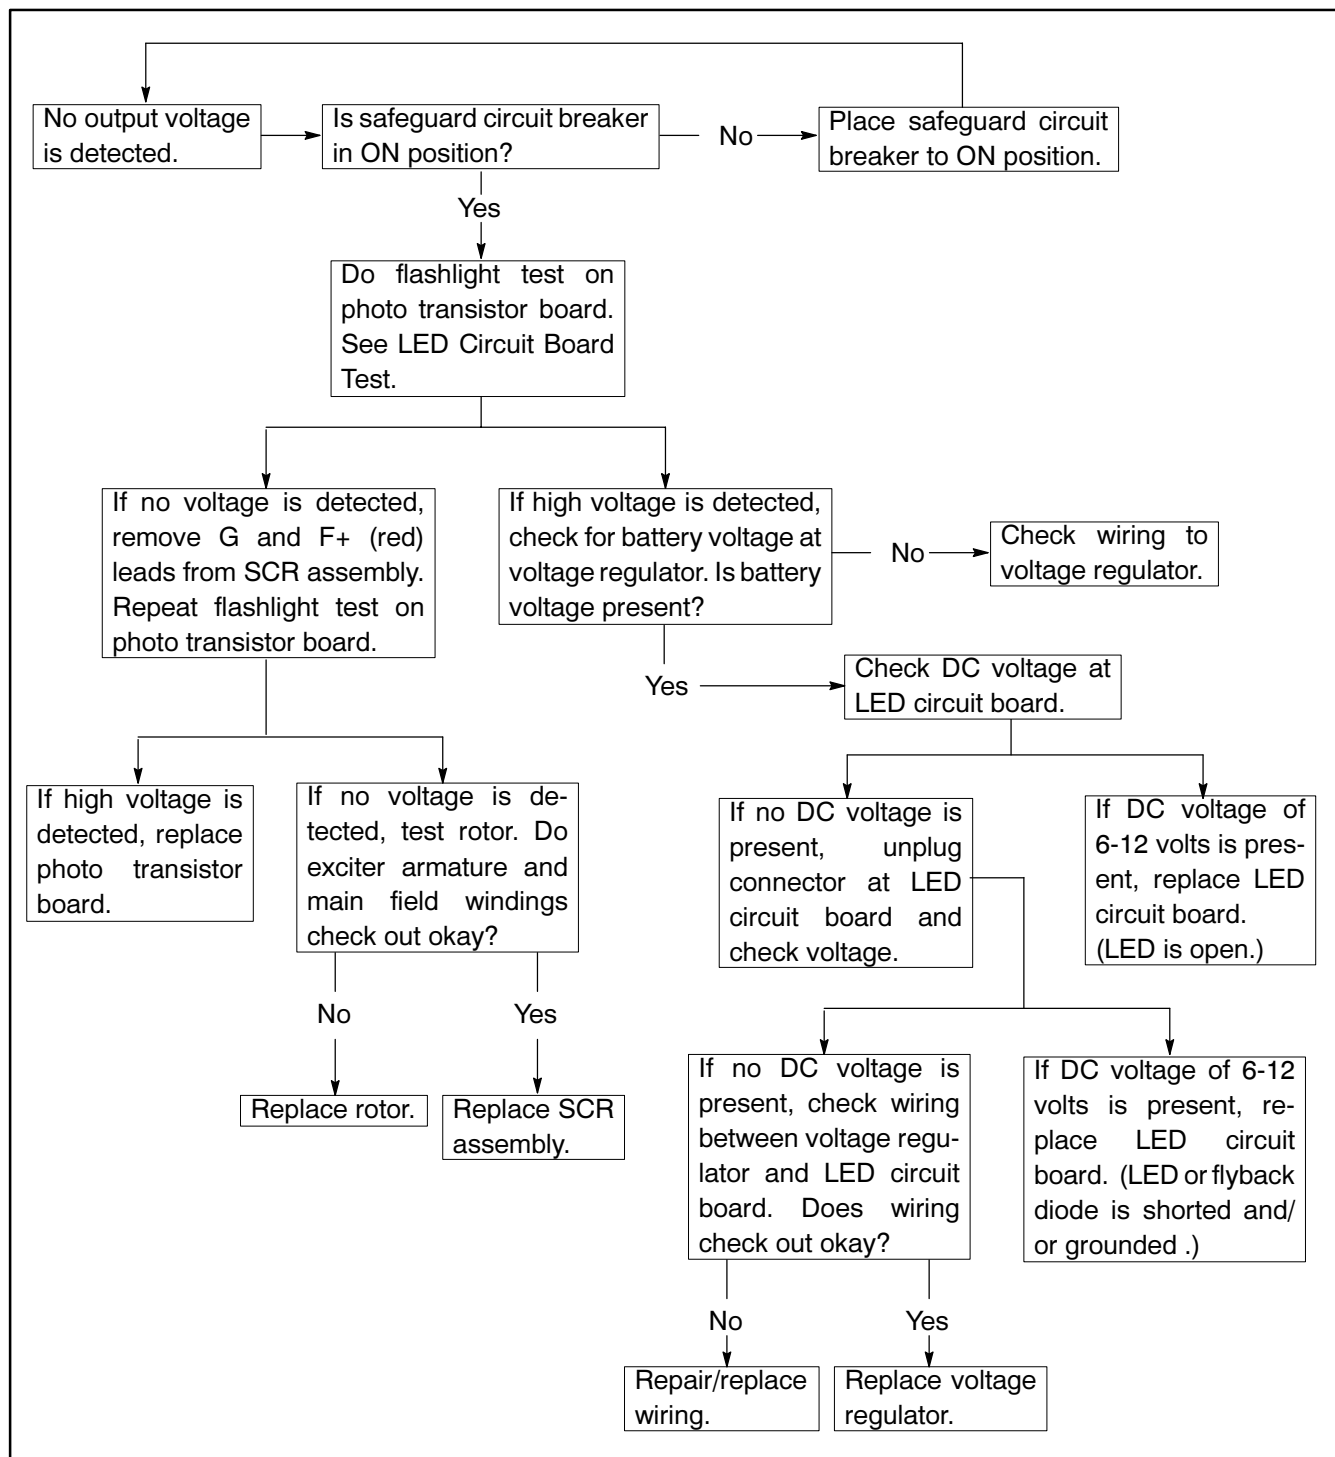 No output voltage
is detected.
Is safeguard circuit breaker
in ON position?
No
Place safeguard circuit
breaker to ON position.
Yes
Do flashlight test on
photo transistor board.
See LED Circuit Board
Test.
If no voltage is detected,
remove G and F+ (red)
leads from SCR assembly.
Repeat flashlight test on
photo transistor board.
If high voltage is detected,
check for battery voltage at
voltage regulator. Is battery
voltage present?
No
Check wiring to
voltage regulator.
Yes
Check DC voltage at
LED circuit board.
If high voltage is
detected, replace
photo transistor
board.
If no voltage is de-
tected, test rotor. Do
exciter armature and
main field windings
check out okay?
If no DC voltage is
present, unplug
connector at LED
circuit board and
check voltage.
If DC voltage of
6-12 volts is pres-
ent, replace LED
circuit board.
(LED is open.)
No
Yes
Replace rotor.
Replace SCR
assembly.
If no DC voltage is
present, check wiring
between voltage regu-
lator and LED circuit
board. Does wiring
check out okay?
If DC voltage of 6-12
volts is present, re-
place LED circuit
board. (LED or flyback
diode is shorted and/
or grounded .)
No
Yes
Repair/replace
wiring.
Replace voltage
regulator.